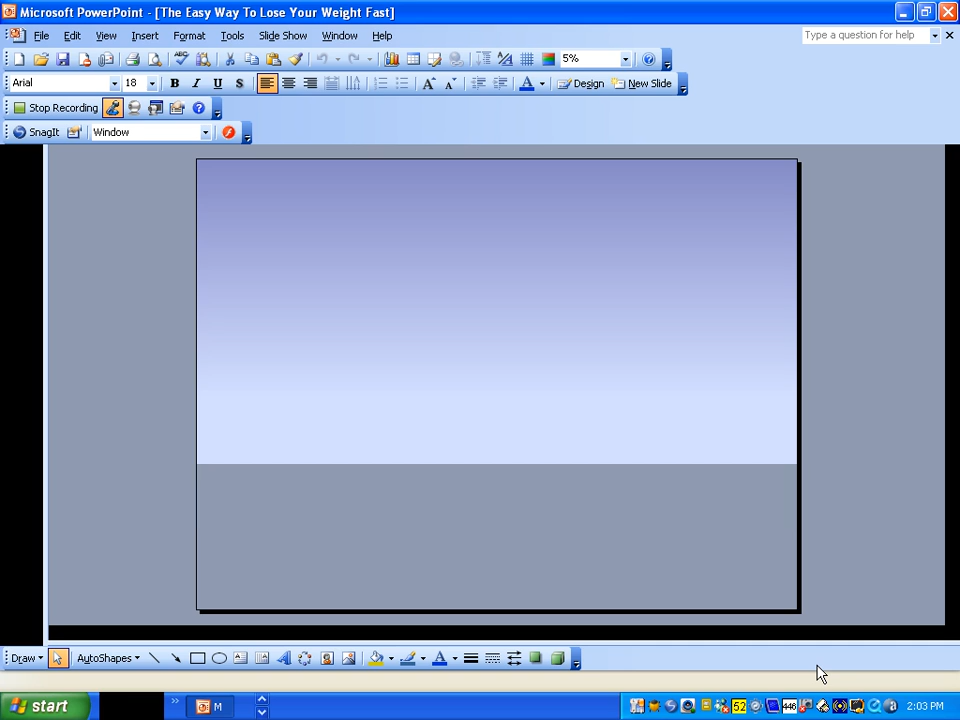 Microsoft PowerPoint - [The Easy Way To Lose Your Weight Fast]
File Edit View Insert Format Tools Slide Show Window Help Type a question for help
5%
Arial 18 B I U S A A A Design New Slide
Stop Recording
SnagIt Window
Draw AutoShapes A A
start M 52 446 2:03 PM